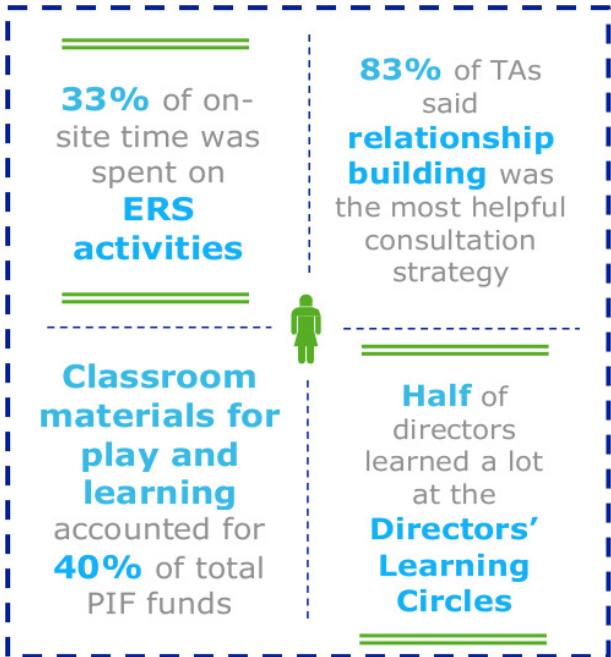 33% of on-
site time was
spent on
ERS
activities
83% of TAs
said
relationship
building was
the most helpful
consultation
strategy
Classroom
materials for
play and
learning
accounted for
40% of total
PIF funds
Half of
directors
learned a lot
at the
Directors’
Learning
Circles